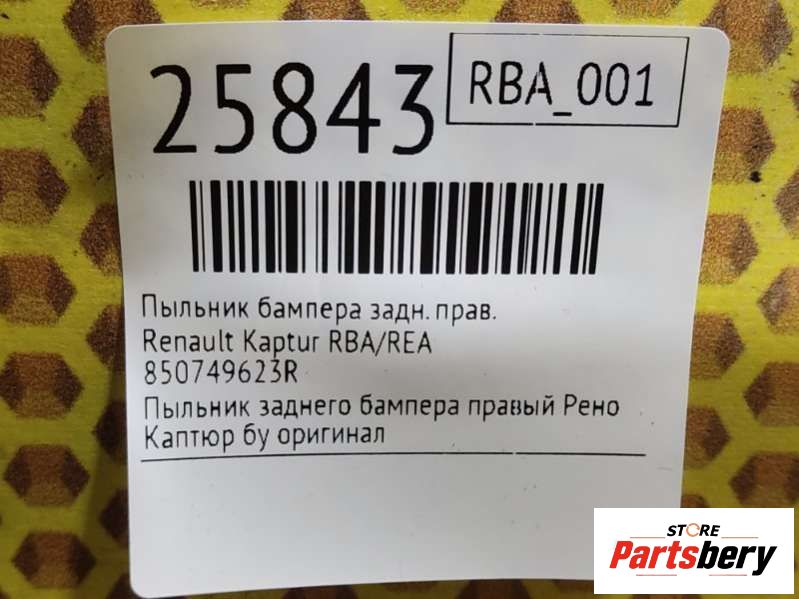 25843
RBA_001
Пыльник бампера задн. прав.
Renault Kaptur RBA/REA
850749623R
Пыльник заднего бампера правый Рено
Каптюр бу оригинал
STORE
Partsbery